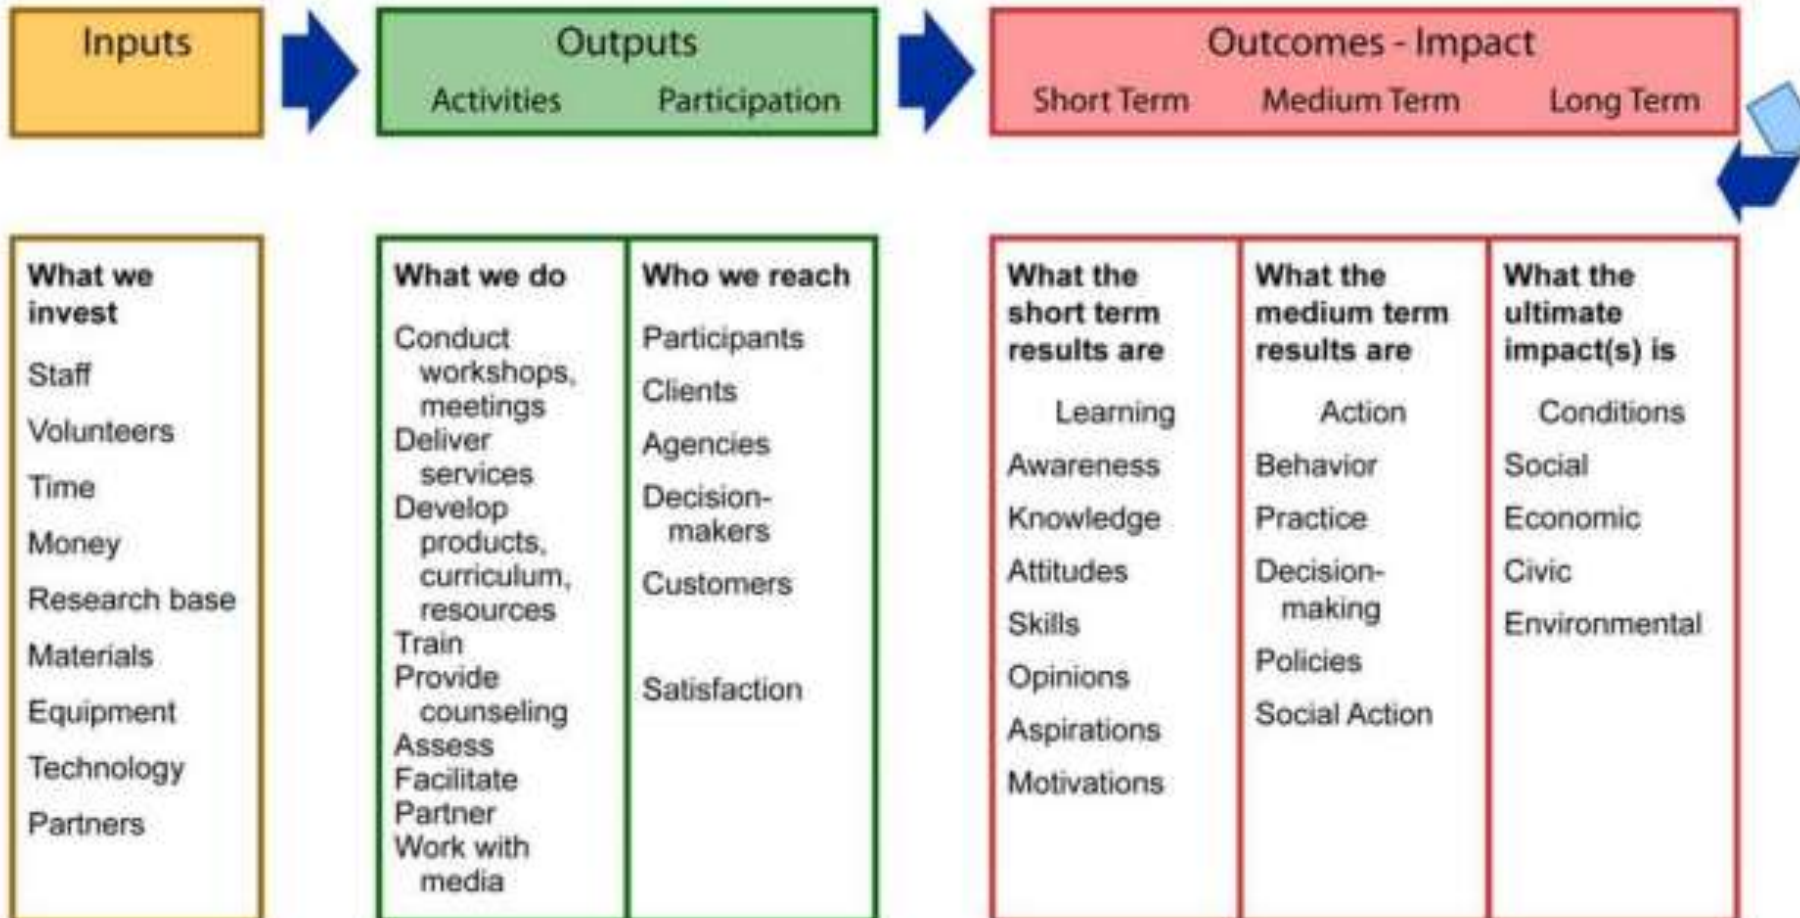 Inputs
Outputs
Activities Participation
Outcomes - Impact
Short Term Medium Term Long Term
What we
invest
Staff
Volunteers
Time
Money
Research base
Materials
Equipment
Technology
Partners
What we do
Conduct
workshops,
meetings
Deliver
services
Develop
products,
curriculum,
resources
Train
Provide
counseling
Assess
Facilitate
Partner
Work with
media
Who we reach
Participants
Clients
Agencies
Decision-
makers
Customers
Satisfaction
What the
short term
results are
Learning
Awareness
Knowledge
Attitudes
Skills
Opinions
Aspirations
Motivations
What the
medium term
results are
Action
Behavior
Practice
Decision-
making
Policies
Social Action
What the
ultimate
impact(s) is
Conditions
Social
Economic
Civic
Environmental